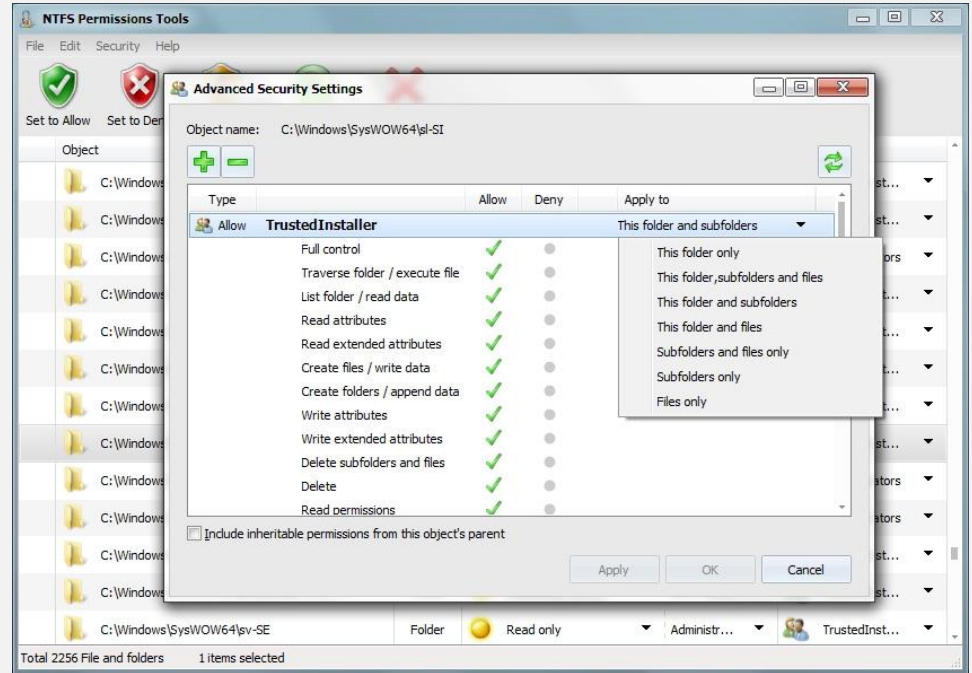 NTFS Permissions Tools
File Edit Security Help
Set to Allow Set to Der
Object
Advanced Security Settings
Object name: C:\Windows\SysWOW64\sl-SI
Type Allow Deny Apply to
Allow TrustedInstaller This folder and subfolders
Full control
Traverse folder / execute file
List folder / read data
Read attributes
Read extended attributes
Create files / write data
Create folders / append data
Write attributes
Write extended attributes
Delete subfolders and files
Delete
Read permissions
This folder only
This folder,subfolders and files
This folder and subfolders
This folder and files
Subfolders and files only
Subfolders only
Files only
Include inheritable permissions from this object's parent
Apply OK Cancel
C:\Windows st...
C:\Windows st...
C:\Windows ors
C:\Windows t...
C:\Windows t...
C:\Windows t...
C:\Windows t...
C:\Windows st...
C:\Windows ators
C:\Windows ators
C:\Windows st...
C:\Windows st...
C:\Windows\SysWOW64\sv-SE Folder Read only Administr... TrustedInst...
Total 2256 File and folders 1 items selected